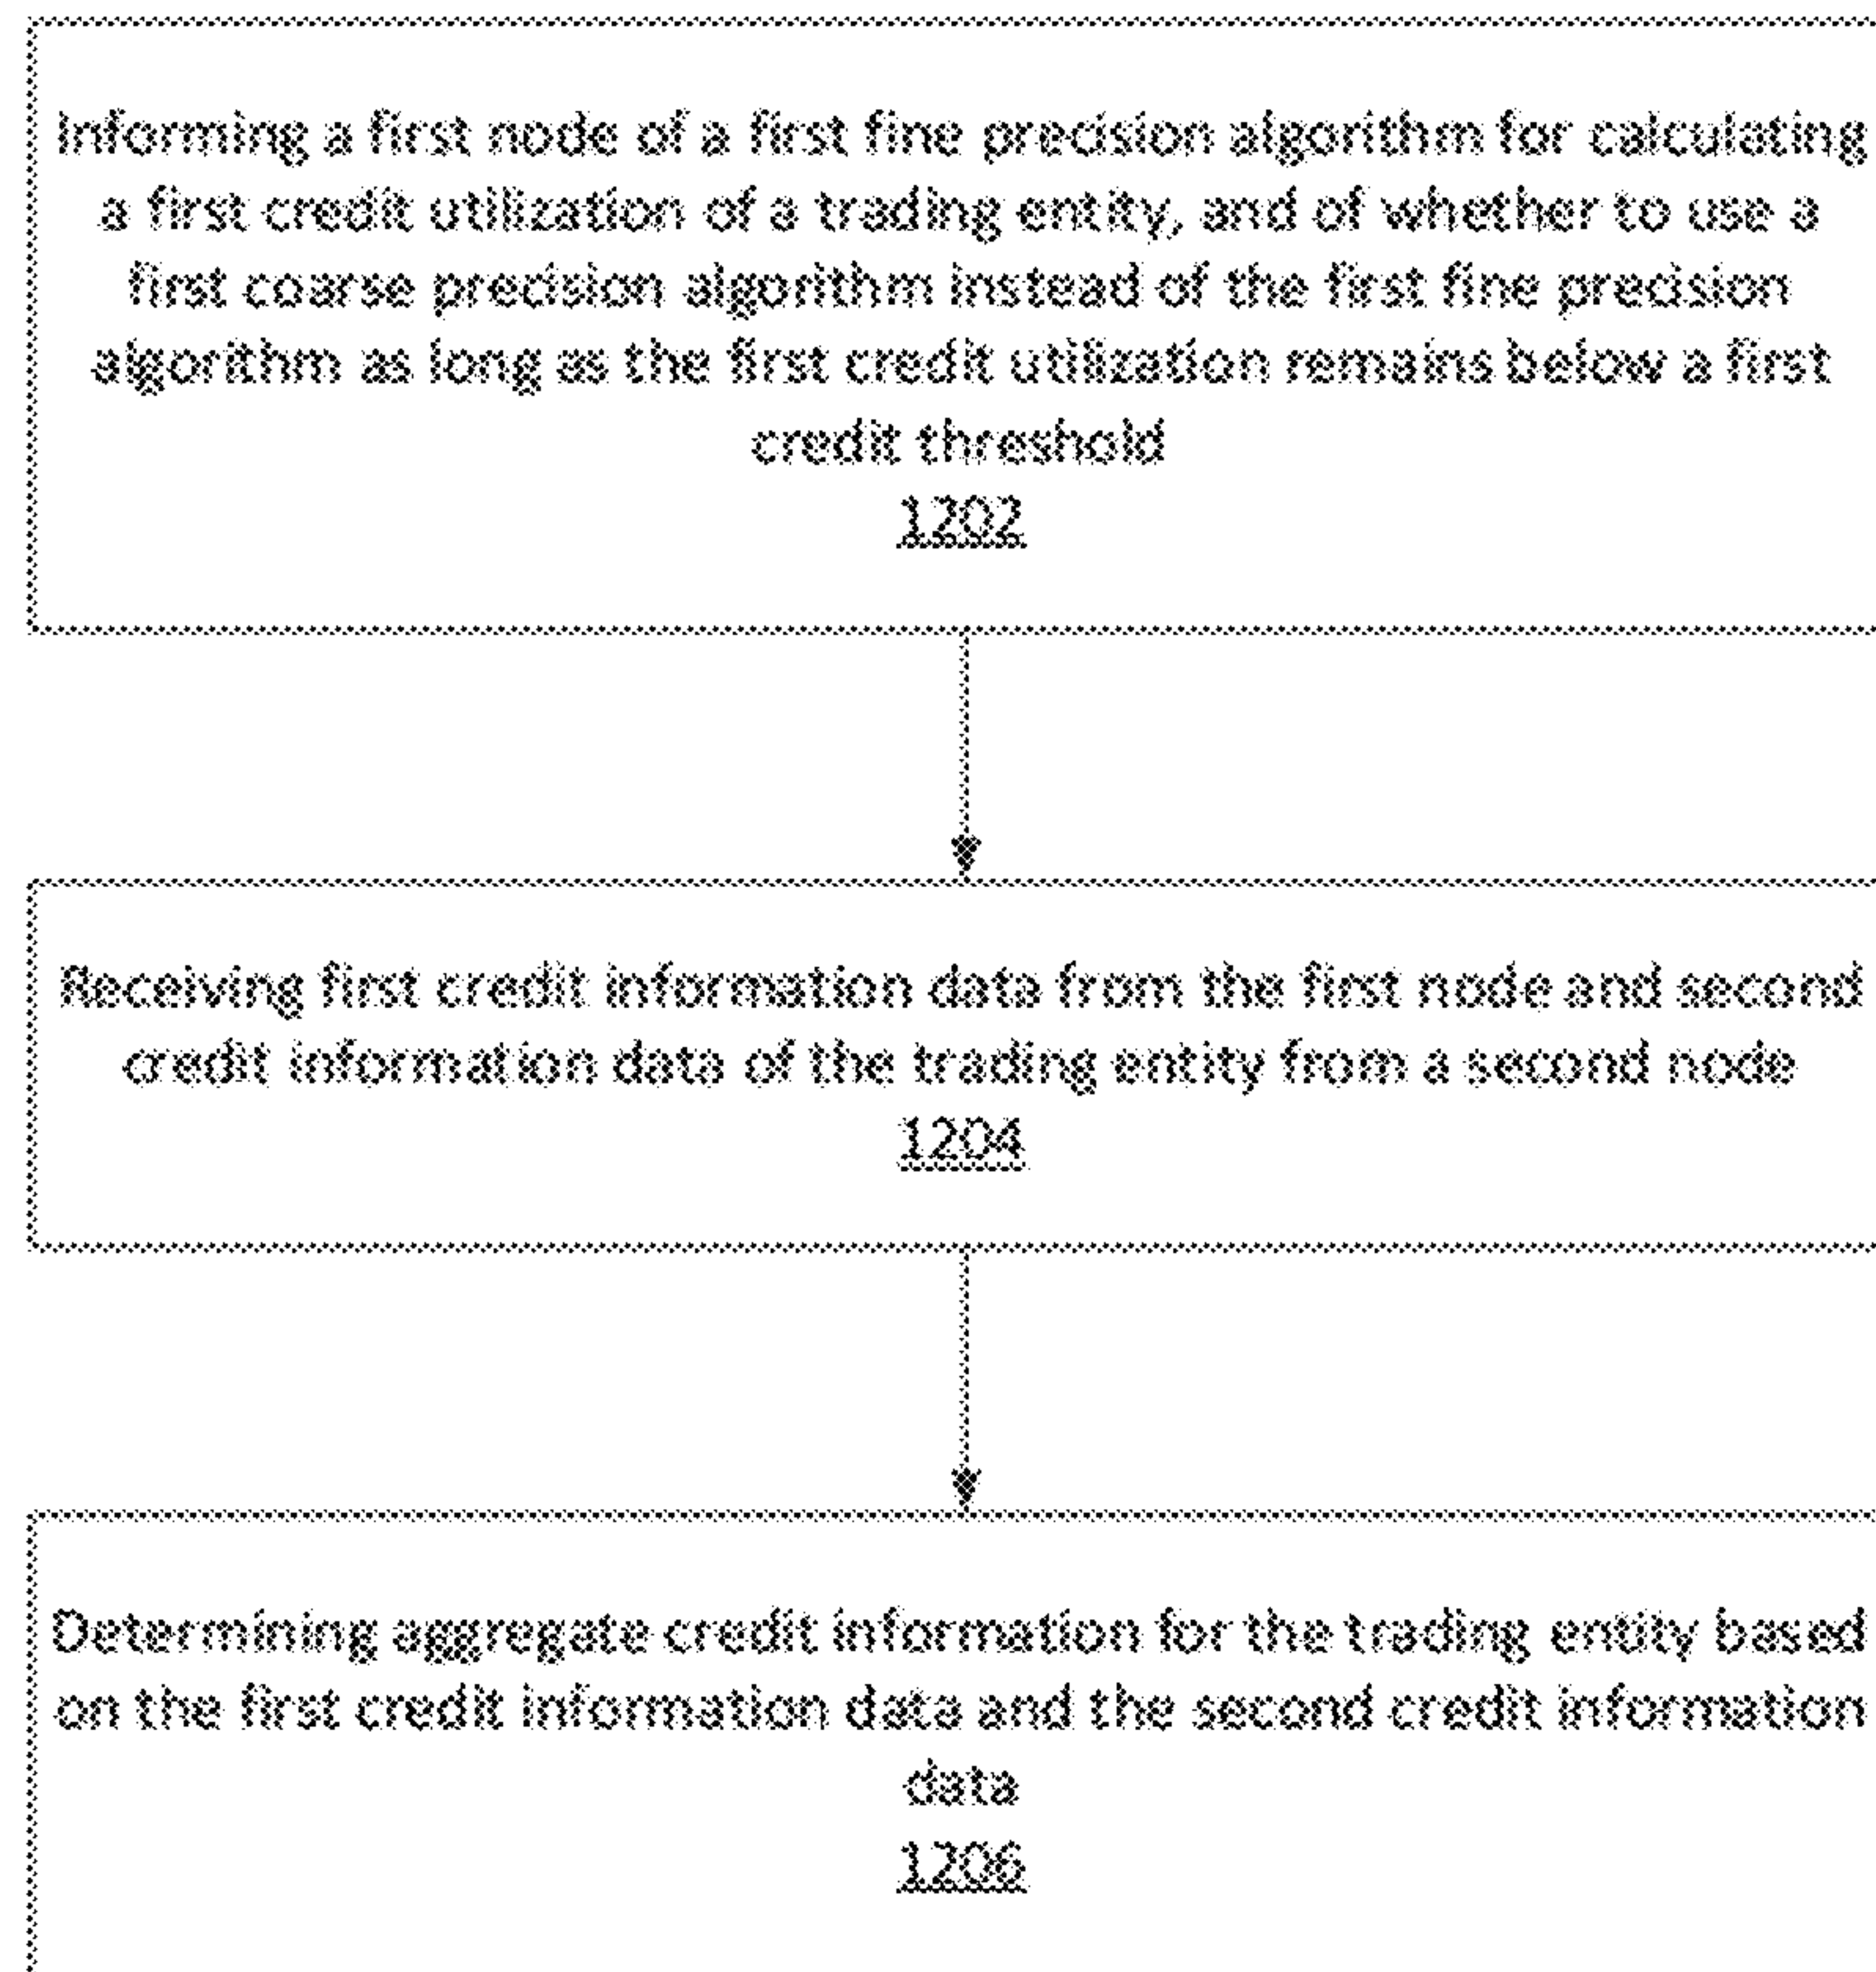 Informing a first node of a first fine precision algorithm for calculating
a first credit utilization of a trading entity, and of whether to use a
first coarse precision algorithm instead of the first fine precision
algorithm as long as the first credit utilization remains below a first
credit threshold
1202
Receiving first credit information data from the first node and second
credit information data of the trading entity from a second node
1204
Determining aggregate credit information for the trading entity based
on the first credit information data and the second credit information
data
1206